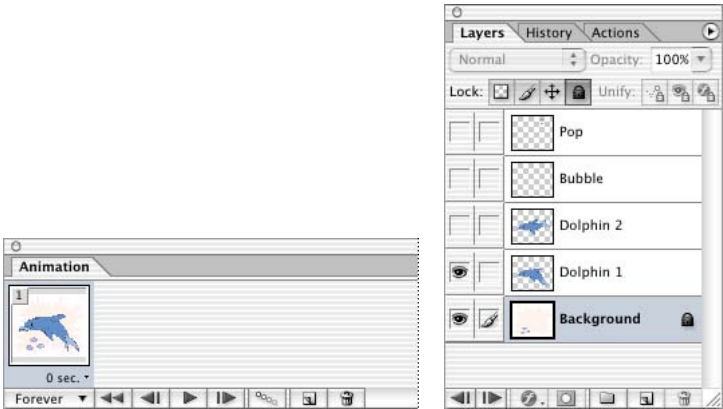 Animation
1
0 sec.
Forever
Layers History Actions
Normal Opacity: 100%
Lock: Unify:
Pop
Bubble
Dolphin 2
Dolphin 1
Background